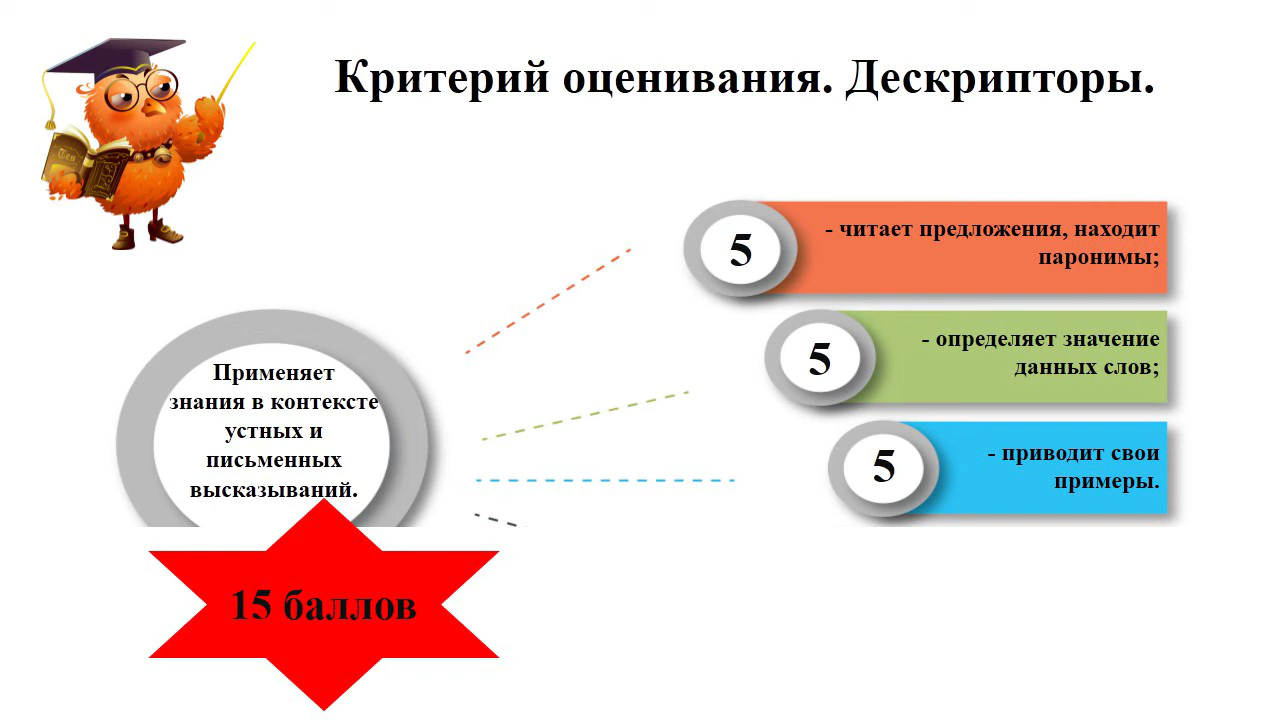 Критерий оценивания. Дескрипторы.
5
- читает предложения, находит
паронимы;
5
- определяет значение
данных слов;
5
- приводит свои
примеры.
Применяет
знания в контексте
устных и
письменных
высказываний.
15 баллов